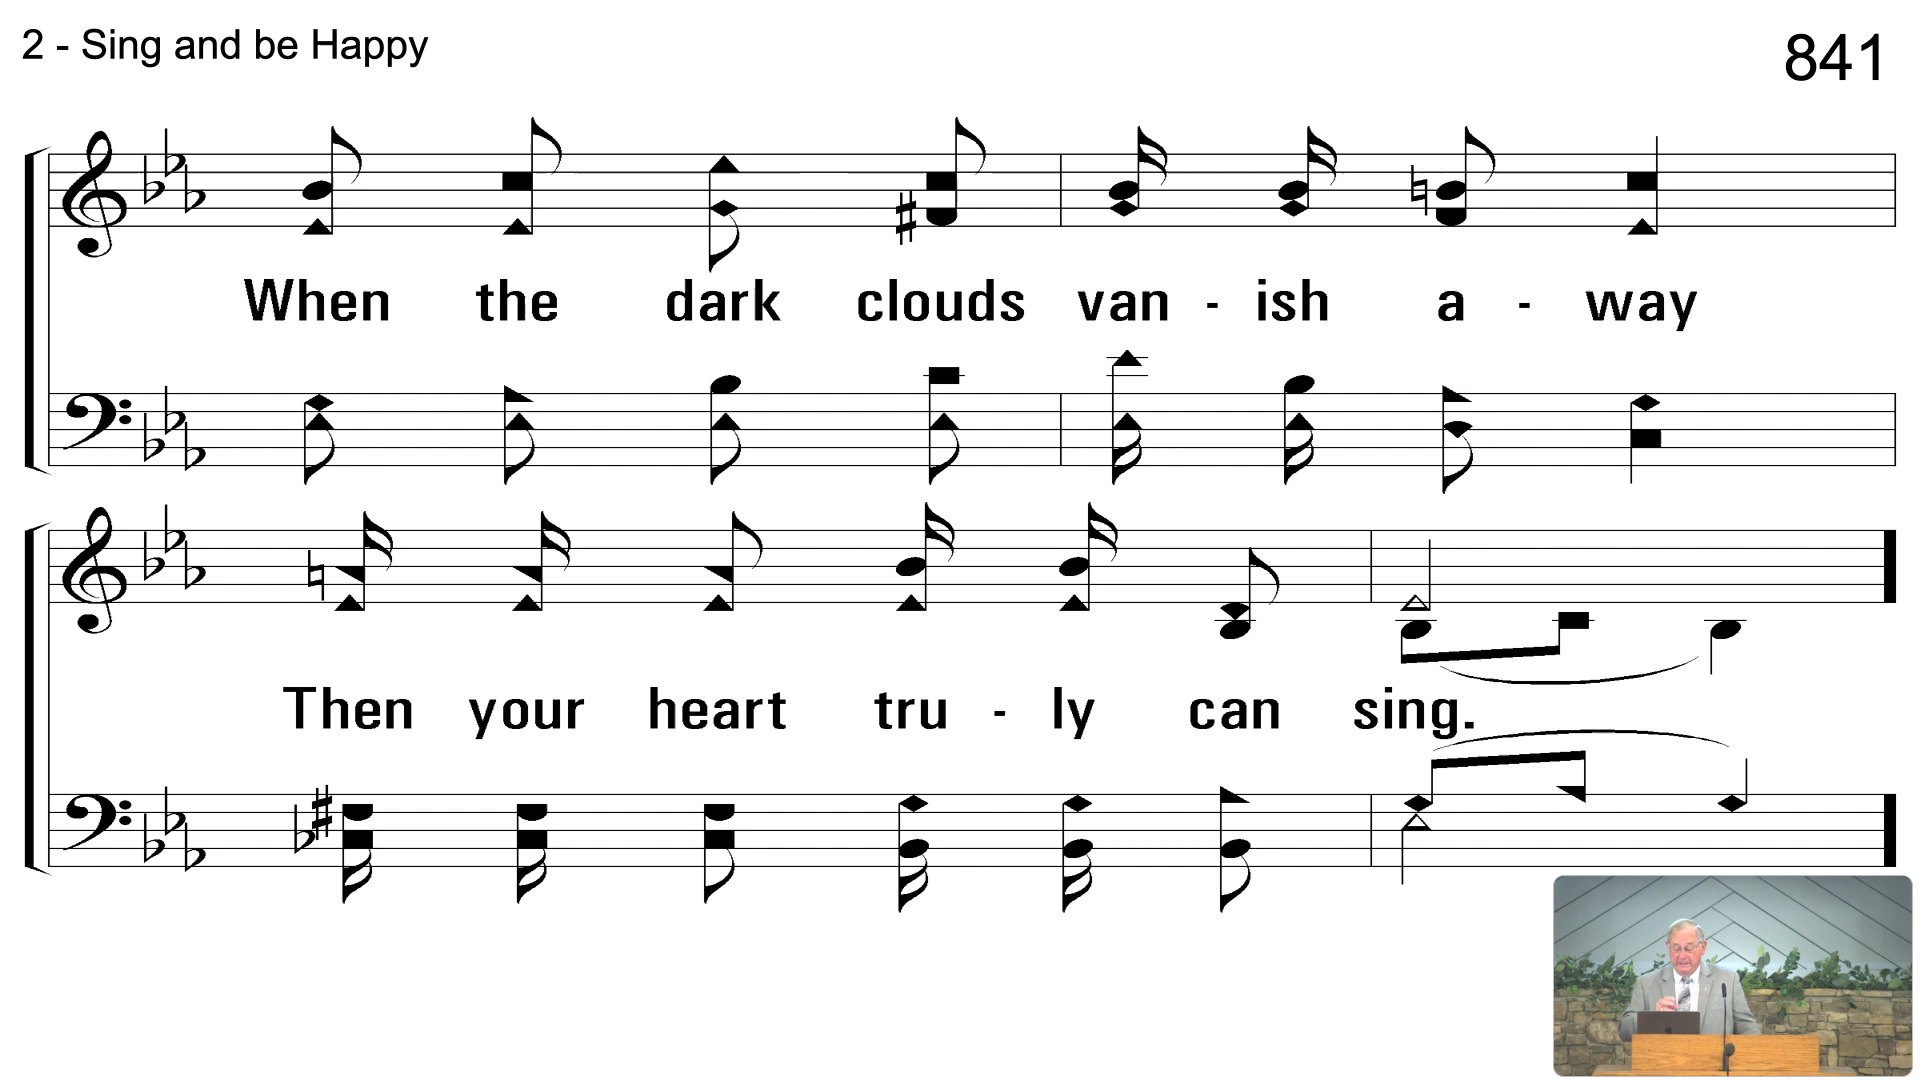 2 - Sing and be Happy
841
When the dark clouds van - ish a - way
Then your heart tru - ly can sing.